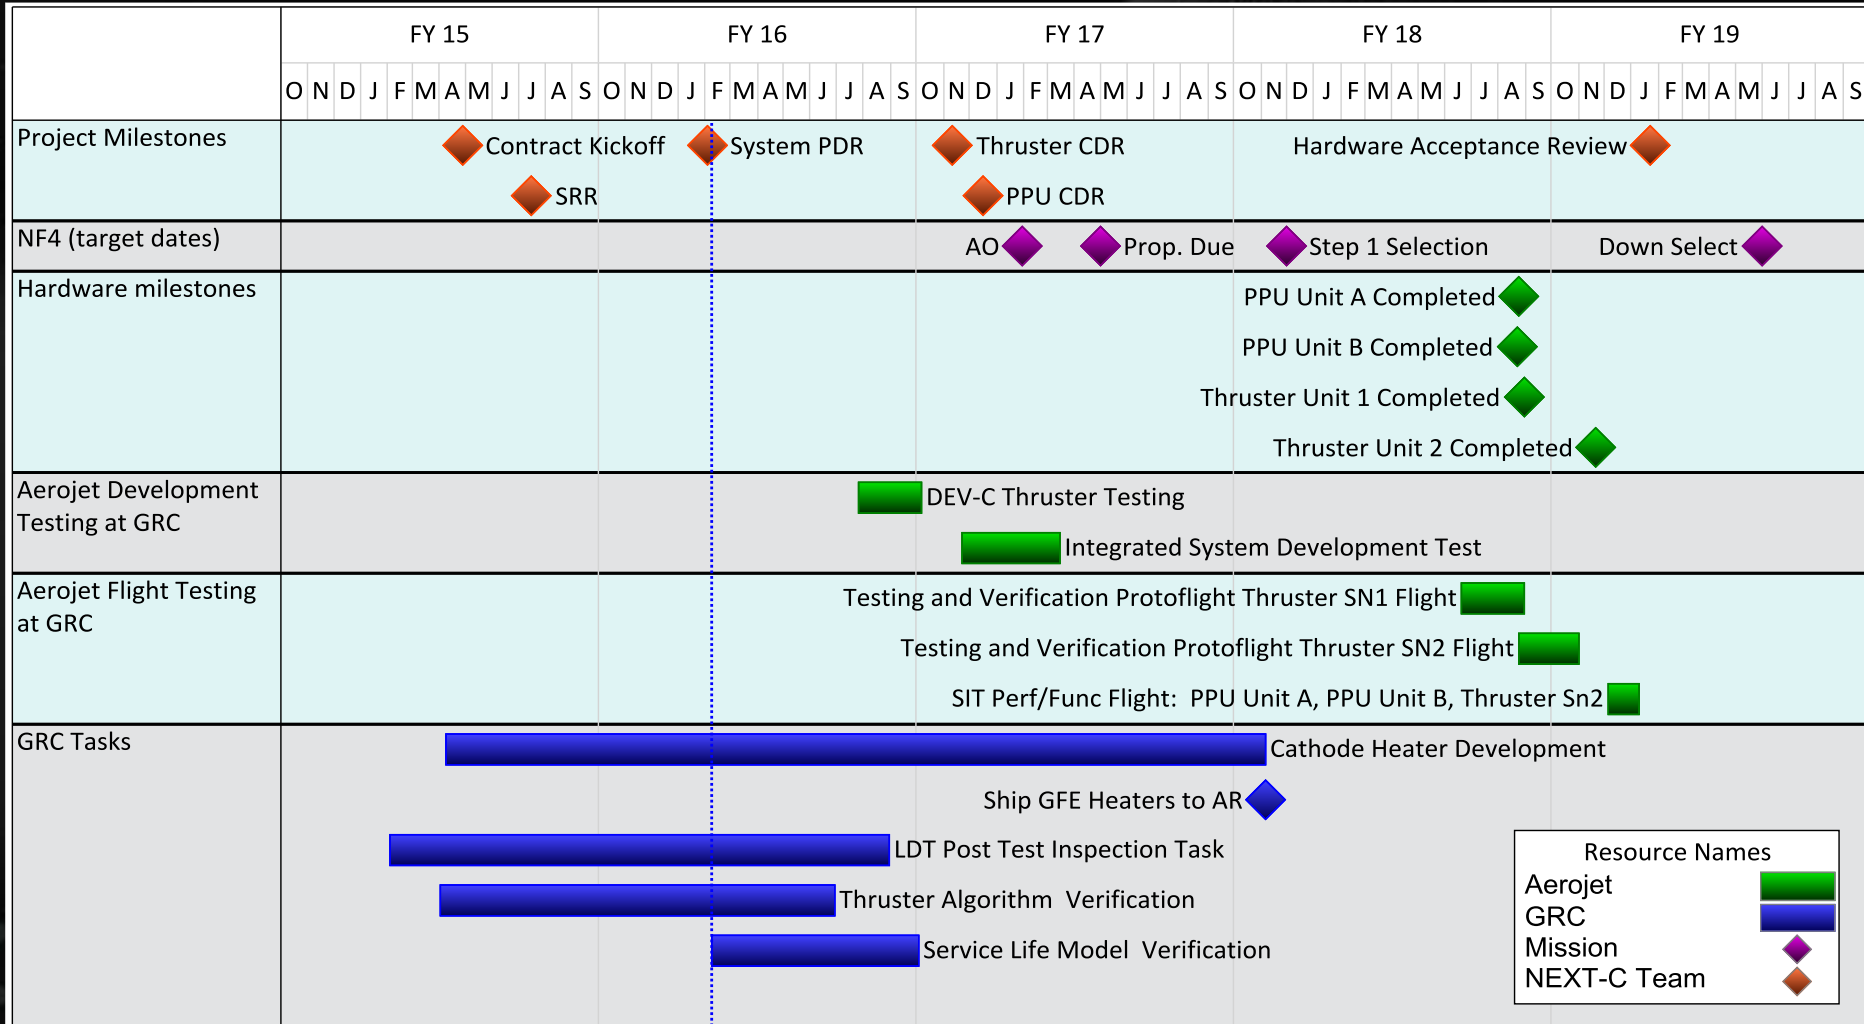 FY 15 FY 16 FY 17 FY 18 FY 19
O N D J F M A M J J A S O N D J F M A M J J A S O N D J F M A M J J A S O N D J F M A M J J A S O N D J F M A M J J A S
Project Milestones
Contract Kickoff System PDR Thruster CDR Hardware Acceptance Review
SRR PPU CDR
NF4 (target dates)
AO Prop. Due Step 1 Selection Down Select
Hardware milestones
PPU Unit A Completed
PPU Unit B Completed
Thruster Unit 1 Completed
Thruster Unit 2 Completed
Aerojet Development
Testing at GRC
DEV-C Thruster Testing
Integrated System Development Test
Aerojet Flight Testing
at GRC
Testing and Verification Protoflight Thruster SN1 Flight
Testing and Verification Protoflight Thruster SN2 Flight
SIT Perf/Func Flight: PPU Unit A, PPU Unit B, Thruster Sn2
GRC Tasks
Cathode Heater Development
Ship GFE Heaters to AR
LDT Post Test Inspection Task
Thruster Algorithm Verification
Service Life Model Verification
Resource Names
Aerojet
GRC
Mission
NEXT-C Team